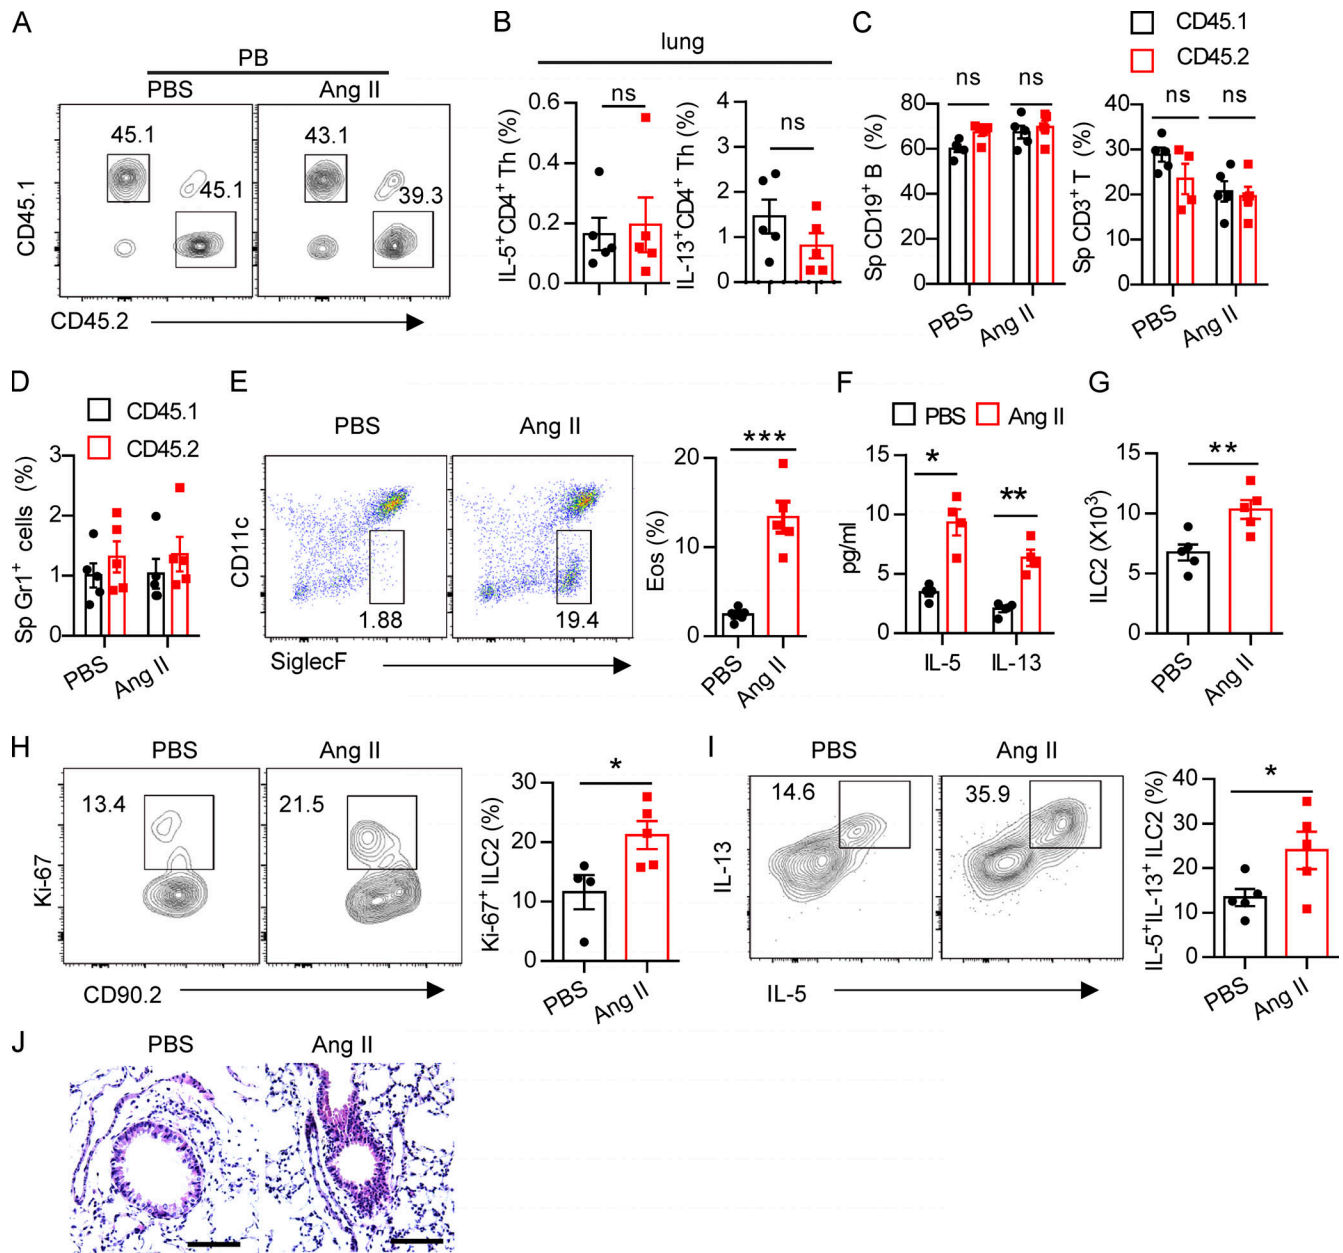 A
PB
PBS
Ang II
45.1
45.1
43.1
39.3
CD45.1
CD45.2
B
lung
IL-5+CD4+ Th (%)
0.6
0.4
0.2
0.0
ns
IL-13+CD4+ Th (%)
4
3
2
1
0
ns
C
CD45.1
CD45.2
Sp CD19+ B (%)
80
60
40
20
0
ns
ns
PBS
Ang II
Sp CD3+ T (%)
40
30
20
10
0
ns
ns
PBS
Ang II
D
CD45.1
CD45.2
Sp Gr1+ cells (%)
3
2
1
0
PBS
Ang II
E
PBS
Ang II
CD11c
1.88
19.4
SiglecF
Eos (%)
20
10
0
***
PBS
Ang II
F
PBS
Ang II
pg/ml
15
10
5
0
*
**
IL-5
IL-13
G
ILC2 (X10³)
15
10
5
0
**
PBS
Ang II
H
PBS
Ang II
13.4
21.5
Ki-67
CD90.2
Ki-67+ ILC2 (%)
30
20
10
0
*
PBS
Ang II
I
PBS
Ang II
14.6
35.9
IL-13
IL-5
IL-5+IL-13+ ILC2 (%)
40
30
20
10
0
*
PBS
Ang II
J
PBS
Ang II